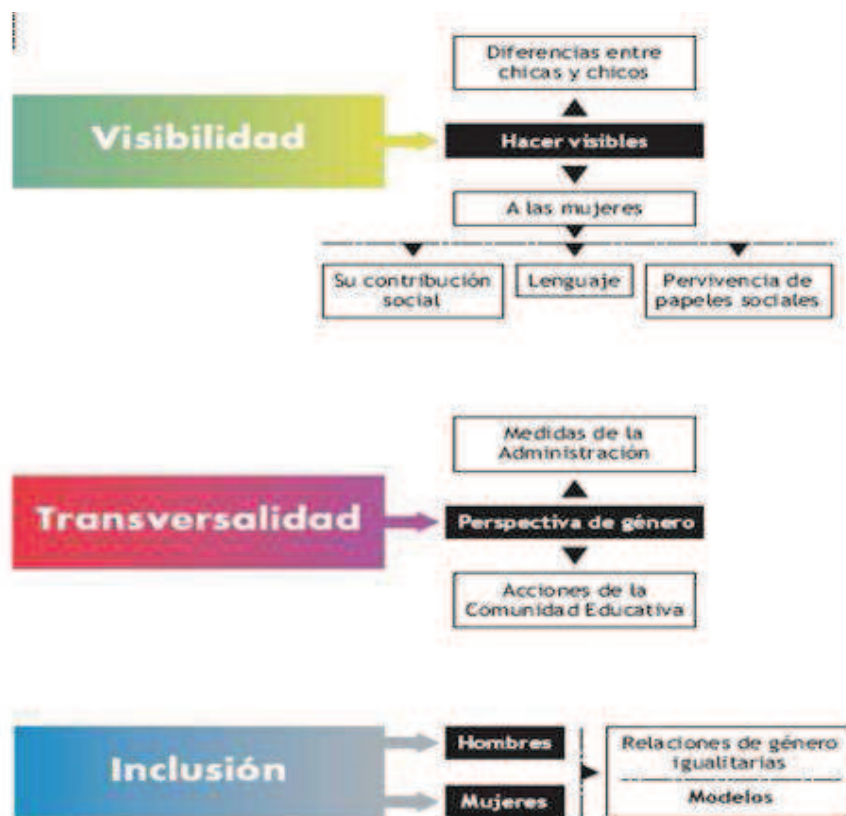 Diferencias entre
chicas y chicos
Visibilidad
Hacer visibles
A las mujeres
Su contribución
social
Lenguaje
Pervivencia de
papeles sociales
Medidas de la
Administración
Transversalidad
Perspectiva de género
Acciones de la
Comunidad Educativa
Inclusión
Hombres
Mujeres
Relaciones de género
igualitarias
Modelos